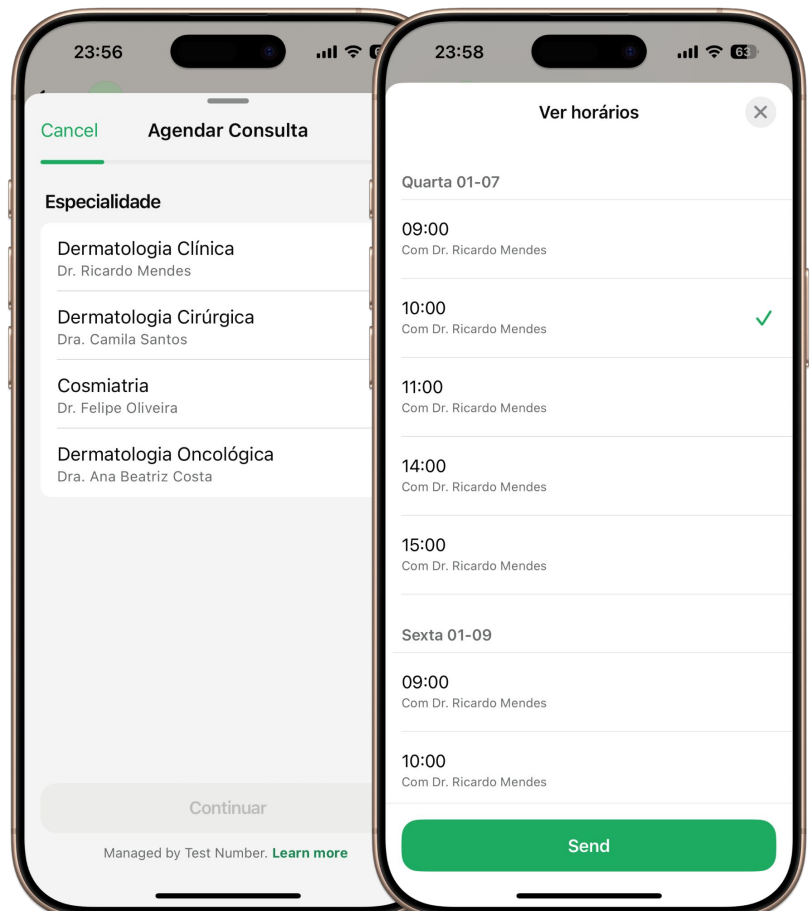 23:56
Cancel
Agendar Consulta
Especialidade
Dermatologia Clínica
Dr. Ricardo Mendes
Dermatologia Cirúrgica
Dra. Camila Santos
Cosmiatria
Dr. Felipe Oliveira
Dermatologia Oncológica
Dra. Ana Beatriz Costa
Continuar
Managed by Test Number. Learn more
23:58
63
Ver horários
Quarta 01-07
09:00
Com Dr. Ricardo Mendes
10:00
Com Dr. Ricardo Mendes
11:00
Com Dr. Ricardo Mendes
14:00
Com Dr. Ricardo Mendes
15:00
Com Dr. Ricardo Mendes
Sexta 01-09
09:00
Com Dr. Ricardo Mendes
10:00
Com Dr. Ricardo Mendes
Send